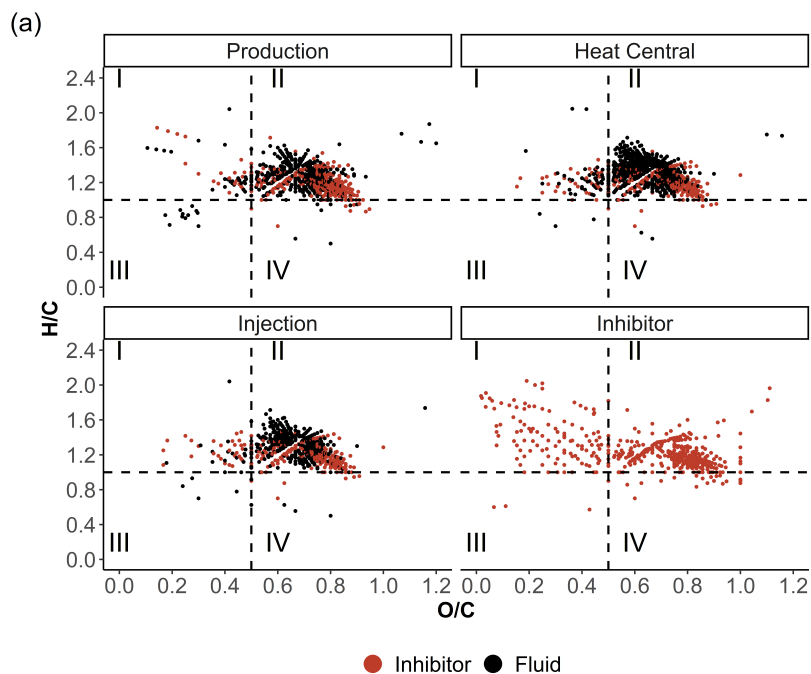 (a)
Production
Heat Central
I II
I II
2.4
2.0
1.6
1.2
0.8
0.4
0.0
III IV
III IV
H/C
Injection
Inhibitor
I II
I II
2.4
2.0
1.6
1.2
0.8
0.4
0.0
III IV
III IV
0.0 0.2 0.4 0.6 0.8 1.0 1.2
0.0 0.2 0.4 0.6 0.8 1.0 1.2
O/C
Inhibitor Fluid